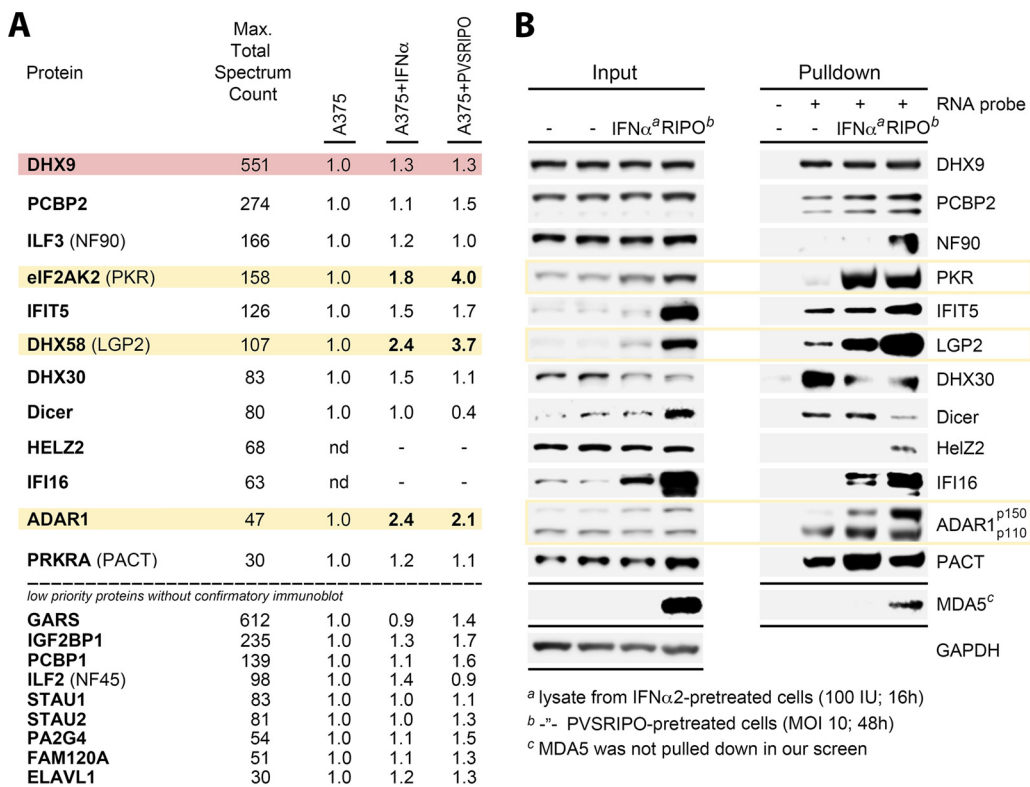 A
Protein
Max.
Total
Spectrum
Count
A375
A375+IFNα
A375+PVSRIPO
DHX9 551 1.0 1.3 1.3
PCBP2 274 1.0 1.1 1.5
ILF3 (NF90) 166 1.0 1.2 1.0
eIF2AK2 (PKR) 158 1.0 1.8 4.0
IFIT5 126 1.0 1.5 1.7
DHX58 (LGP2) 107 1.0 2.4 3.7
DHX30 83 1.0 1.5 1.1
Dicer 80 1.0 1.0 0.4
HELZ2 68 nd - -
IFI16 63 nd - -
ADAR1 47 1.0 2.4 2.1
PRKRA (PACT) 30 1.0 1.2 1.1
low priority proteins without confirmatory immunoblot
GARS 612 1.0 0.9 1.4
IGF2BP1 235 1.0 1.3 1.7
PCBP1 139 1.0 1.1 1.6
ILF2 (NF45) 98 1.0 1.4 0.9
STAU1 83 1.0 1.0 1.1
STAU2 81 1.0 1.0 1.3
PA2G4 54 1.0 1.1 1.5
FAM120A 51 1.0 1.1 1.3
ELAVL1 30 1.0 1.2 1.3
B
Input Pulldown
- + + + RNA probe
- - IFNαa RIPOb - - IFNαa RIPOb
DHX9
PCBP2
NF90
PKR
IFIT5
LGP2
DHX30
Dicer
HelZ2
IFI16
ADAR1 p150
p110
PACT
MDA5c
GAPDH
a lysate from IFNα2-pretreated cells (100 IU; 16h)
b -"- PVSRIPO-pretreated cells (MOI 10; 48h)
c MDA5 was not pulled down in our screen